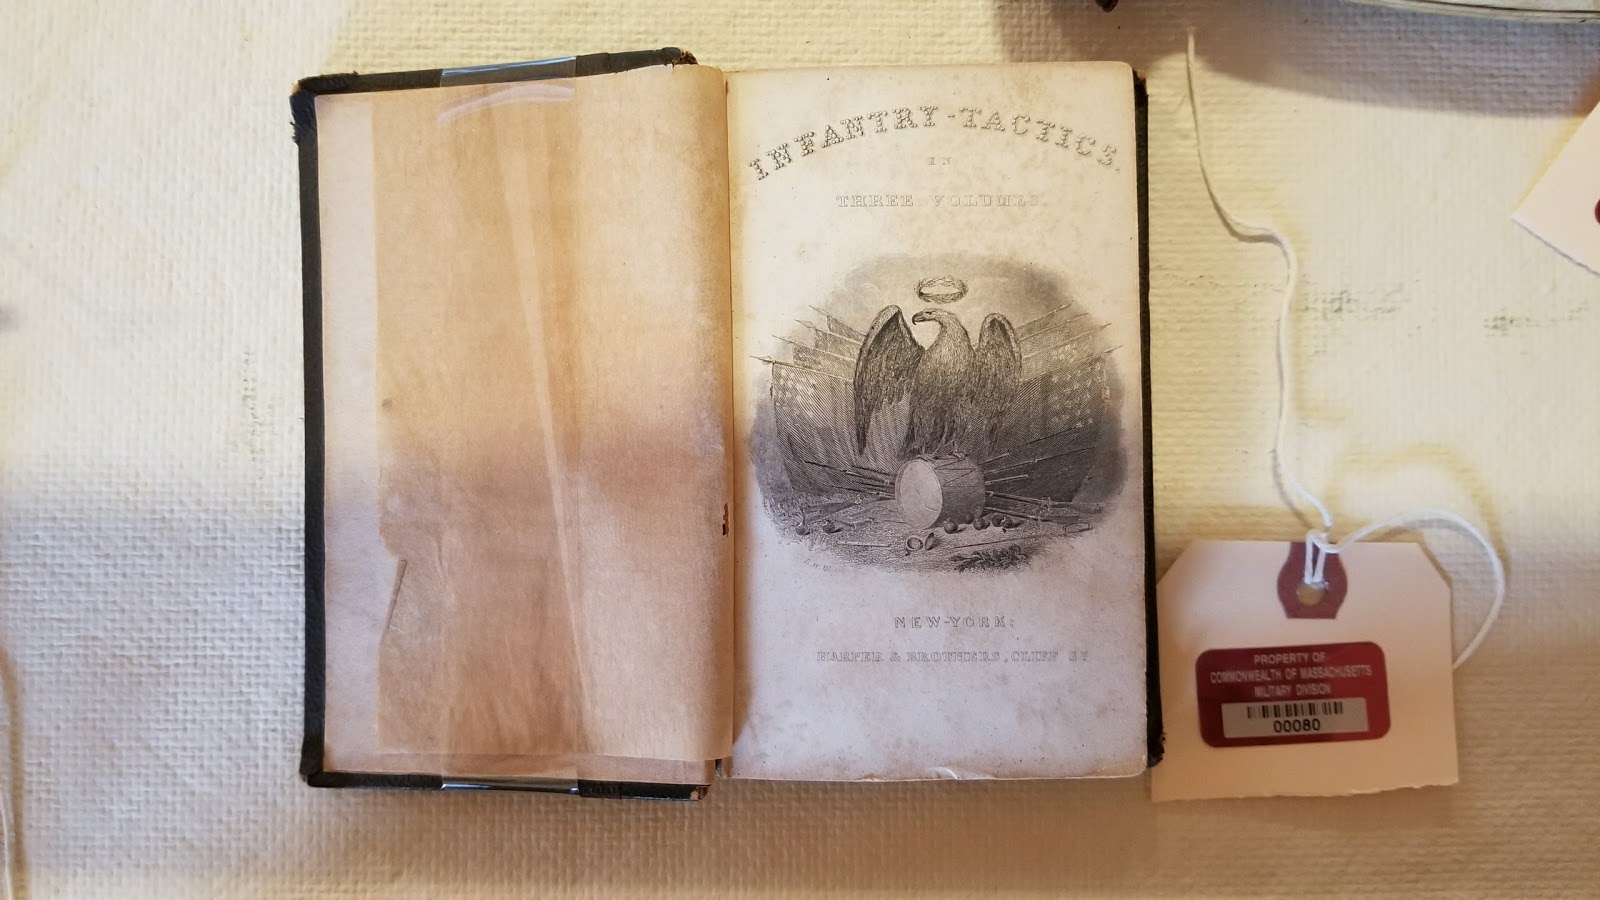 INFANTRY-TACTICS.
IN
THREE VOLUMES.
NEW-YORK:
HARPER & BROTHERS, CLIFF ST
PROPERTY OF
COMMONWEALTH OF MASSACHUSETTS
MILITARY DIVISION
00080